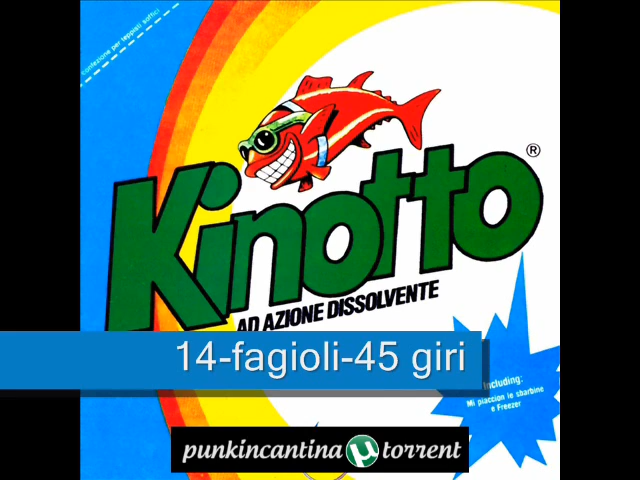 confezione per teppisti soffici
Kinotto®
AD AZIONE DISSOLVENTE
14-fagioli-45 giri
Including:
Mi piaccion le sbarbine
e Freezer
punkincantina µ torrent